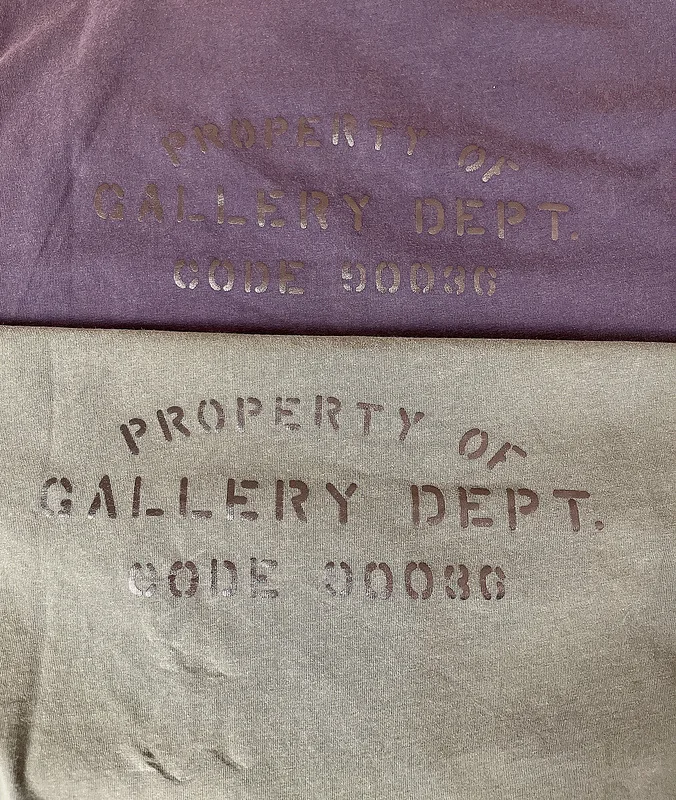 PROPERTY OF
GALLERY DEPT.
CODE 90036
PROPERTY OF
GALLERY DEPT.
CODE 90036